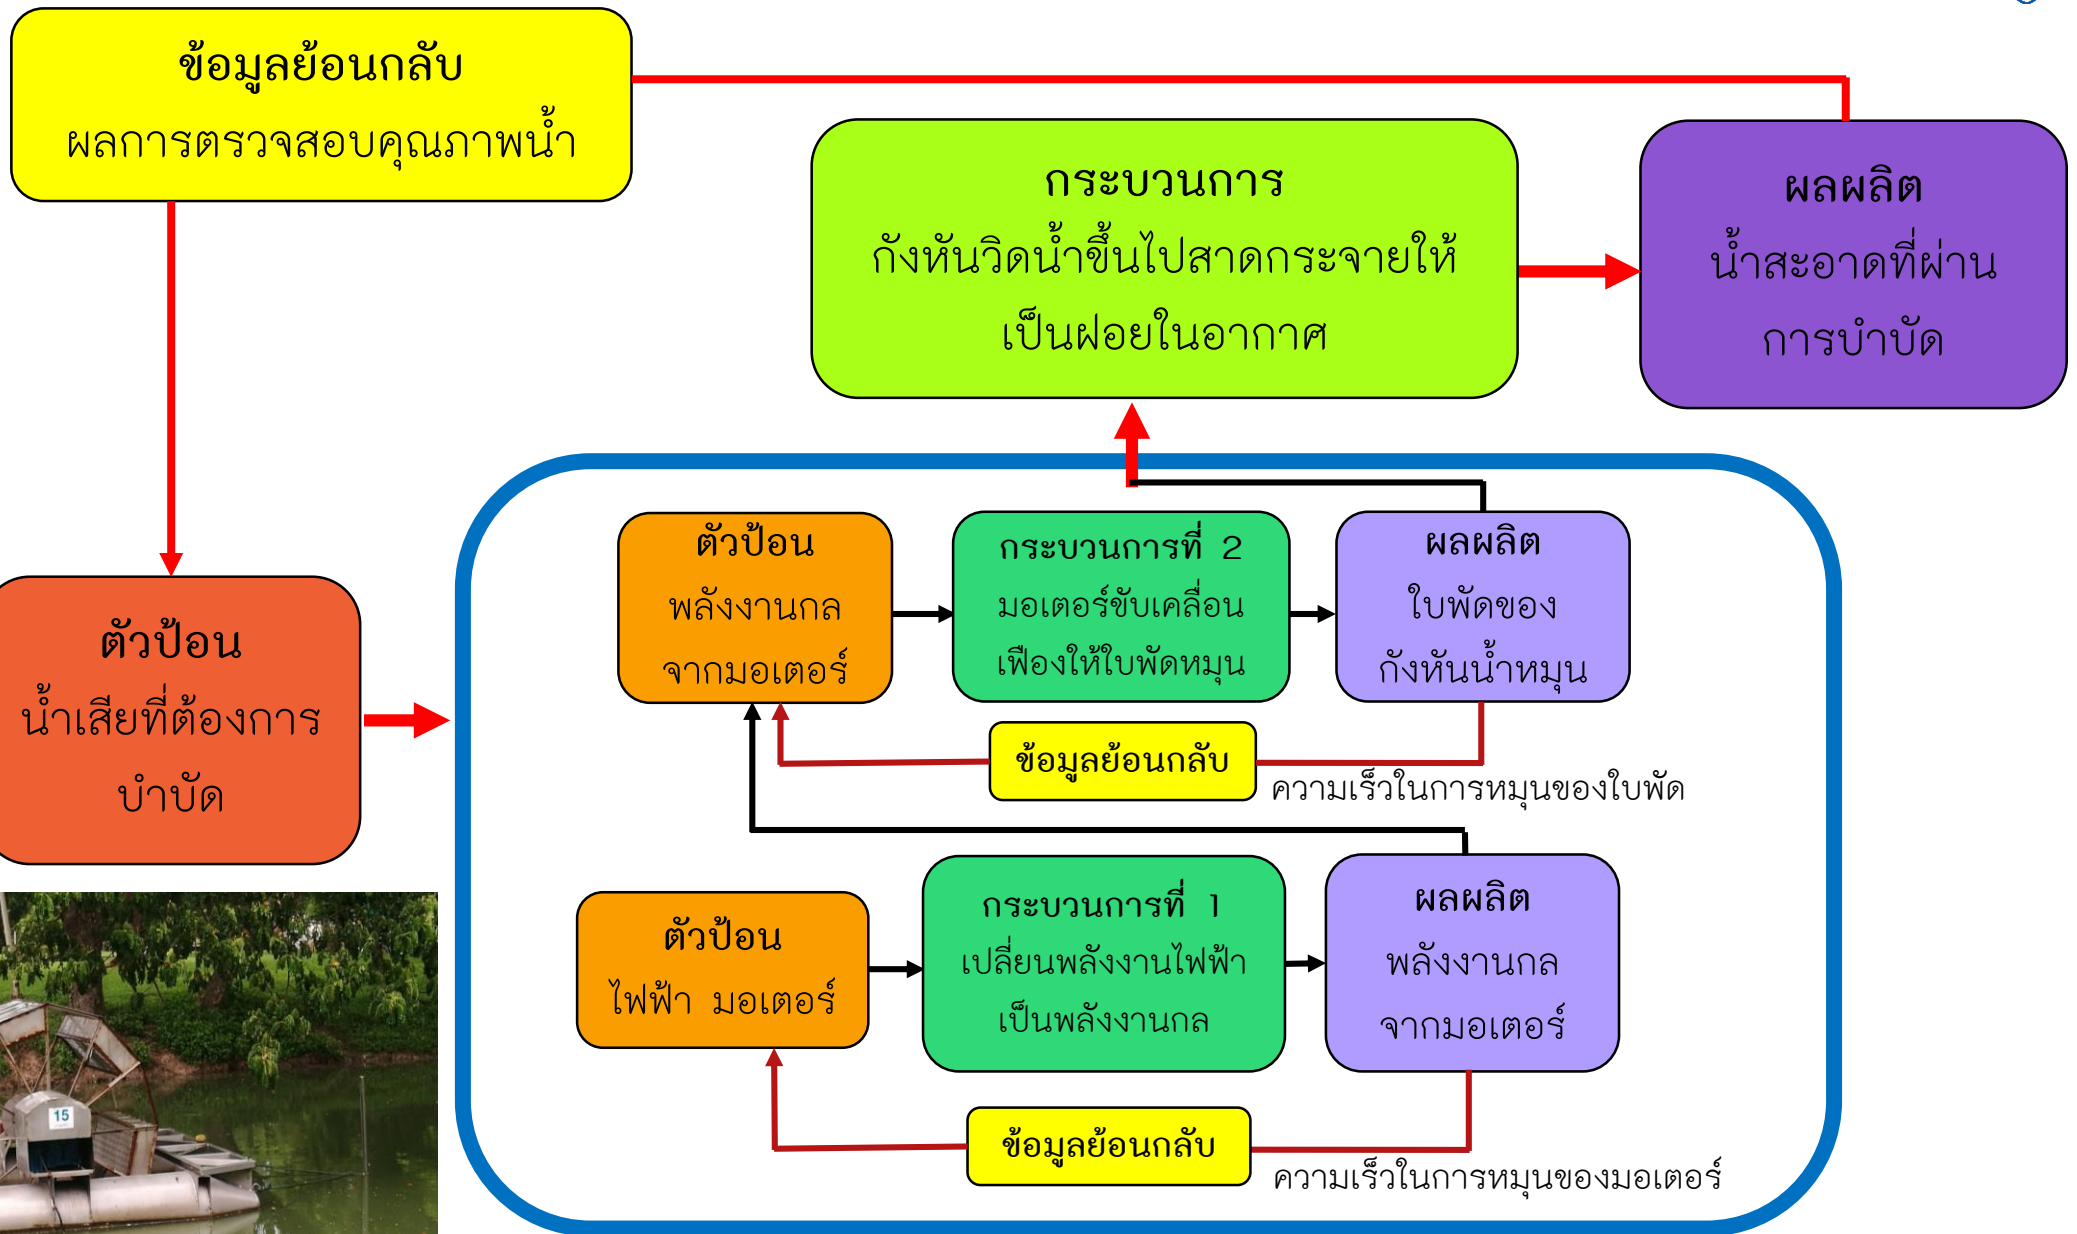 ข้อมูลย้อนกลับ
ผลการตรวจสอบคุณภาพน้ำ
กระบวนการ
กังหันวิดน้ำขึ้นไปสาดกระจายให้
เป็นฝอยในอากาศ
ผลผลิต
น้ำสะอาดที่ผ่าน
การบำบัด
ตัวป้อน
น้ำเสียที่ต้องการ
บำบัด
ตัวป้อน
พลังงานกล
จากมอเตอร์
กระบวนการที่ 2
มอเตอร์ขับเคลื่อน
เฟืองให้ใบพัดหมุน
ผลผลิต
ใบพัดของ
กังหันน้ำหมุน
ข้อมูลย้อนกลับ
ความเร็วในการหมุนของใบพัด
ตัวป้อน
ไฟฟ้า มอเตอร์
กระบวนการที่ 1
เปลี่ยนพลังงานไฟฟ้า
เป็นพลังงานกล
ผลผลิต
พลังงานกล
จากมอเตอร์
ข้อมูลย้อนกลับ
ความเร็วในการหมุนของมอเตอร์
15